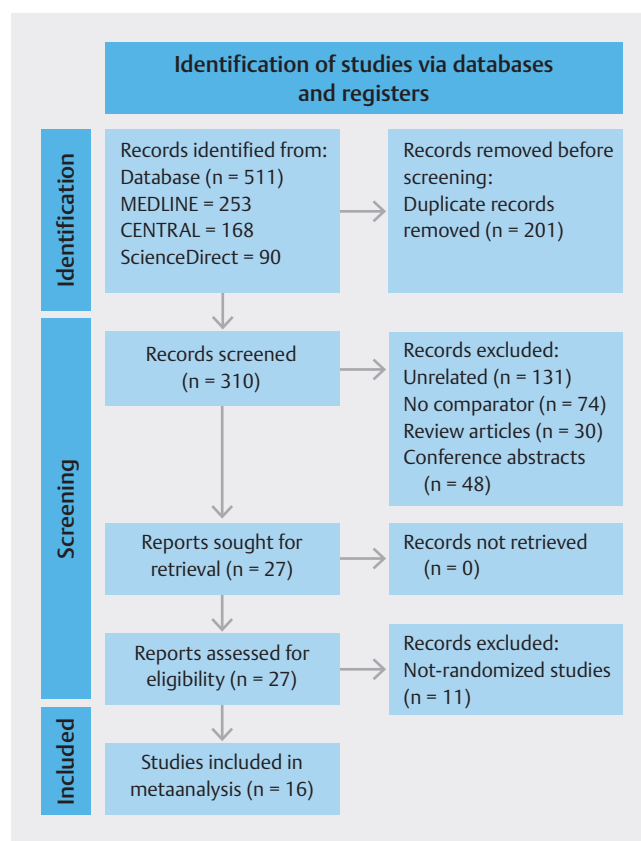 Identification of studies via databases
and registers
Identification
Records identified from:
Database (n = 511)
MEDLINE = 253
CENTRAL = 168
ScienceDirect = 90
Records removed before
screening:
Duplicate records
removed (n = 201)
Screening
Records screened
(n = 310)
Records excluded:
Unrelated (n = 131)
No comparator (n = 74)
Review articles (n = 30)
Conference abstracts
(n = 48)
Reports sought for
retrieval (n = 27)
Records not retrieved
(n = 0)
Reports assessed for
eligibility (n = 27)
Records excluded:
Not-randomized studies
(n = 11)
Included
Studies included in
metaanalysis (n = 16)